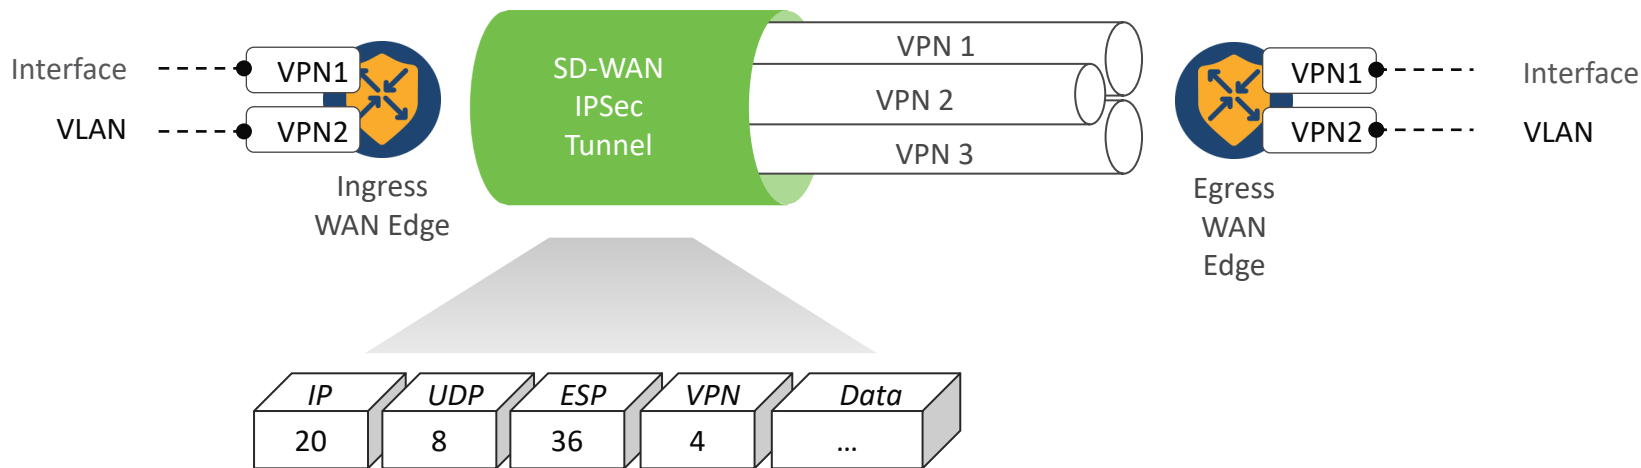 Interface
VLAN
VPN1
VPN2
Ingress
WAN Edge
SD-WAN
IPSec
Tunnel
VPN 1
VPN 2
VPN 3
VPN1
VPN2
Egress
WAN
Edge
Interface
VLAN
IP
UDP
ESP
VPN
Data
20
8
36
4
...